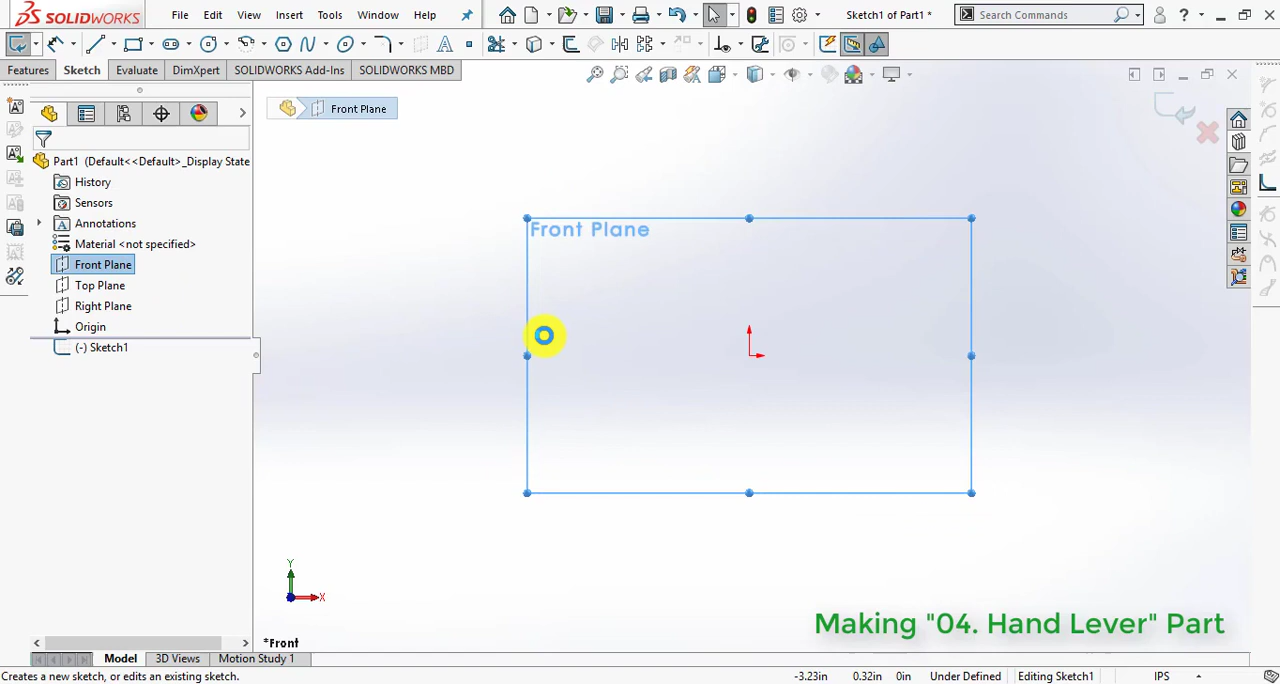 SOLIDWORKS File Edit View Insert Tools Window Help Sketch1 of Part1 * Search Commands
Features Sketch Evaluate DimXpert SOLIDWORKS Add-Ins SOLIDWORKS MBD
Front Plane
Part1 (Default<<Default>_Display State
History
Sensors
Annotations
Material <not specified>
Front Plane
Top Plane
Right Plane
Origin
(-) Sketch1
Front Plane
Y
X
Making "04. Hand Lever" Part
*Front
Model 3D Views Motion Study 1
Creates a new sketch, or edits an existing sketch. -3.23in 0.32in 0in Under Defined Editing Sketch1 IPS